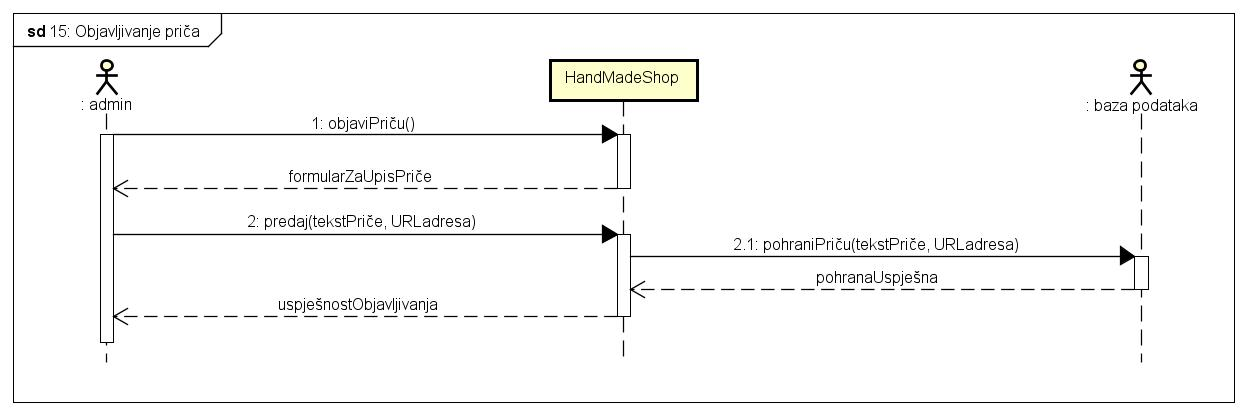 sd 15: Objavljivanje priča
: admin
HandMadeShop
: baza podataka
1: objaviPriču()
formularZaUpisPriče
2: predaj(tekstPriče, URLadresa)
2.1: pohraniPriču(tekstPriče, URLadresa)
pohranaUspješna
uspješnostObjavljivanja